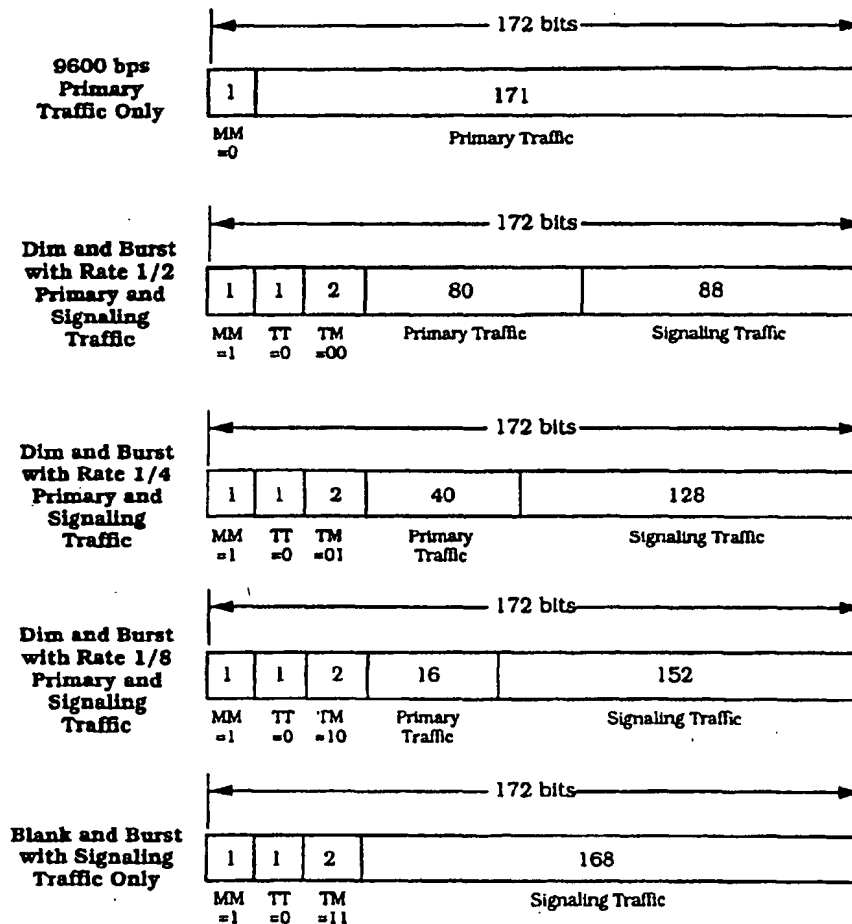 172 bits
9600 bps
Primary
Traffic Only
1 171
MM
=0
Primary Traffic
172 bits
Dim and Burst
with Rate 1/2
Primary and
Signaling
Traffic
1 1 2 80 88
MM TT TM Primary Traffic Signaling Traffic
=1 =0 =00
172 bits
Dim and Burst
with Rate 1/4
Primary and
Signaling
Traffic
1 1 2 40 128
MM TT TM Primary Signaling Traffic
=1 =0 =01 Traffic
172 bits
Dim and Burst
with Rate 1/8
Primary and
Signaling
Traffic
1 1 2 16 152
MM TT TM Primary Signaling Traffic
=1 =0 =10 Traffic
172 bits
Blank and Burst
with Signaling
Traffic Only
1 1 2 168
MM TT TM Signaling Traffic
=1 =0 =11